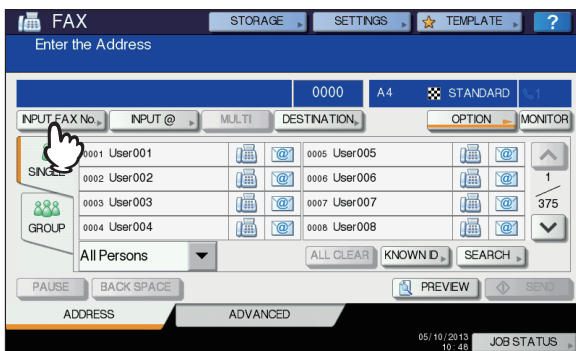 FAX STORAGE SETTINGS TEMPLATE ?
Enter the Address
0000 A4 STANDARD 1
INPUT FAX No. INPUT @ MULTI DESTINATION OPTION MONITOR
SINGLE
0001 User001 @ 0005 User005 @
0002 User002 @ 0006 User006 @
0003 User003 @ 0007 User007 @
0004 User004 @ 0008 User008 @
1
375
GROUP
All Persons ALL CLEAR KNOWN ID SEARCH
PAUSE BACK SPACE PREVIEW SEND
ADDRESS ADVANCED
05/10/2013
10:48
JOB STATUS